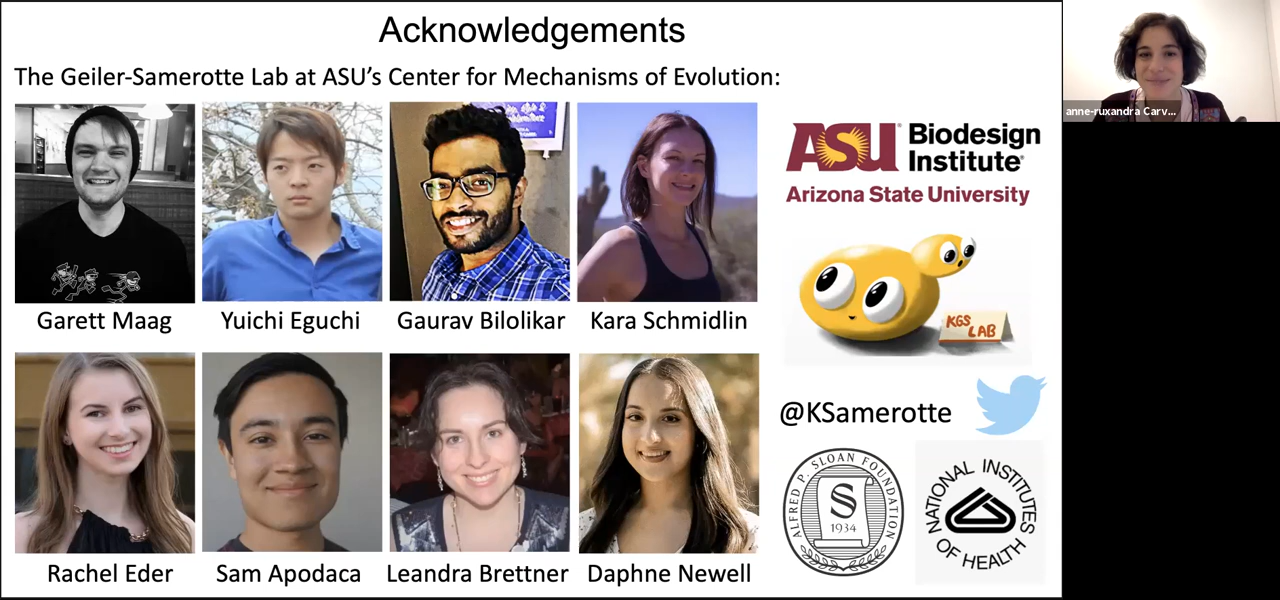 Acknowledgements
The Geiler-Samerotte Lab at ASU's Center for Mechanisms of Evolution:
anne-ruxandra Carv...
ASU Biodesign
Institute
Arizona State University
Garett Maag
Yuichi Eguchi
Gaurav Bilolikar
Kara Schmidlin
KGS
LAB
@KSamerotte
ALFRED P. SLOAN FOUNDATION
S
1934
NATIONAL INSTITUTES
OF HEALTH
Rachel Eder
Sam Apodaca
Leandra Brettner
Daphne Newell